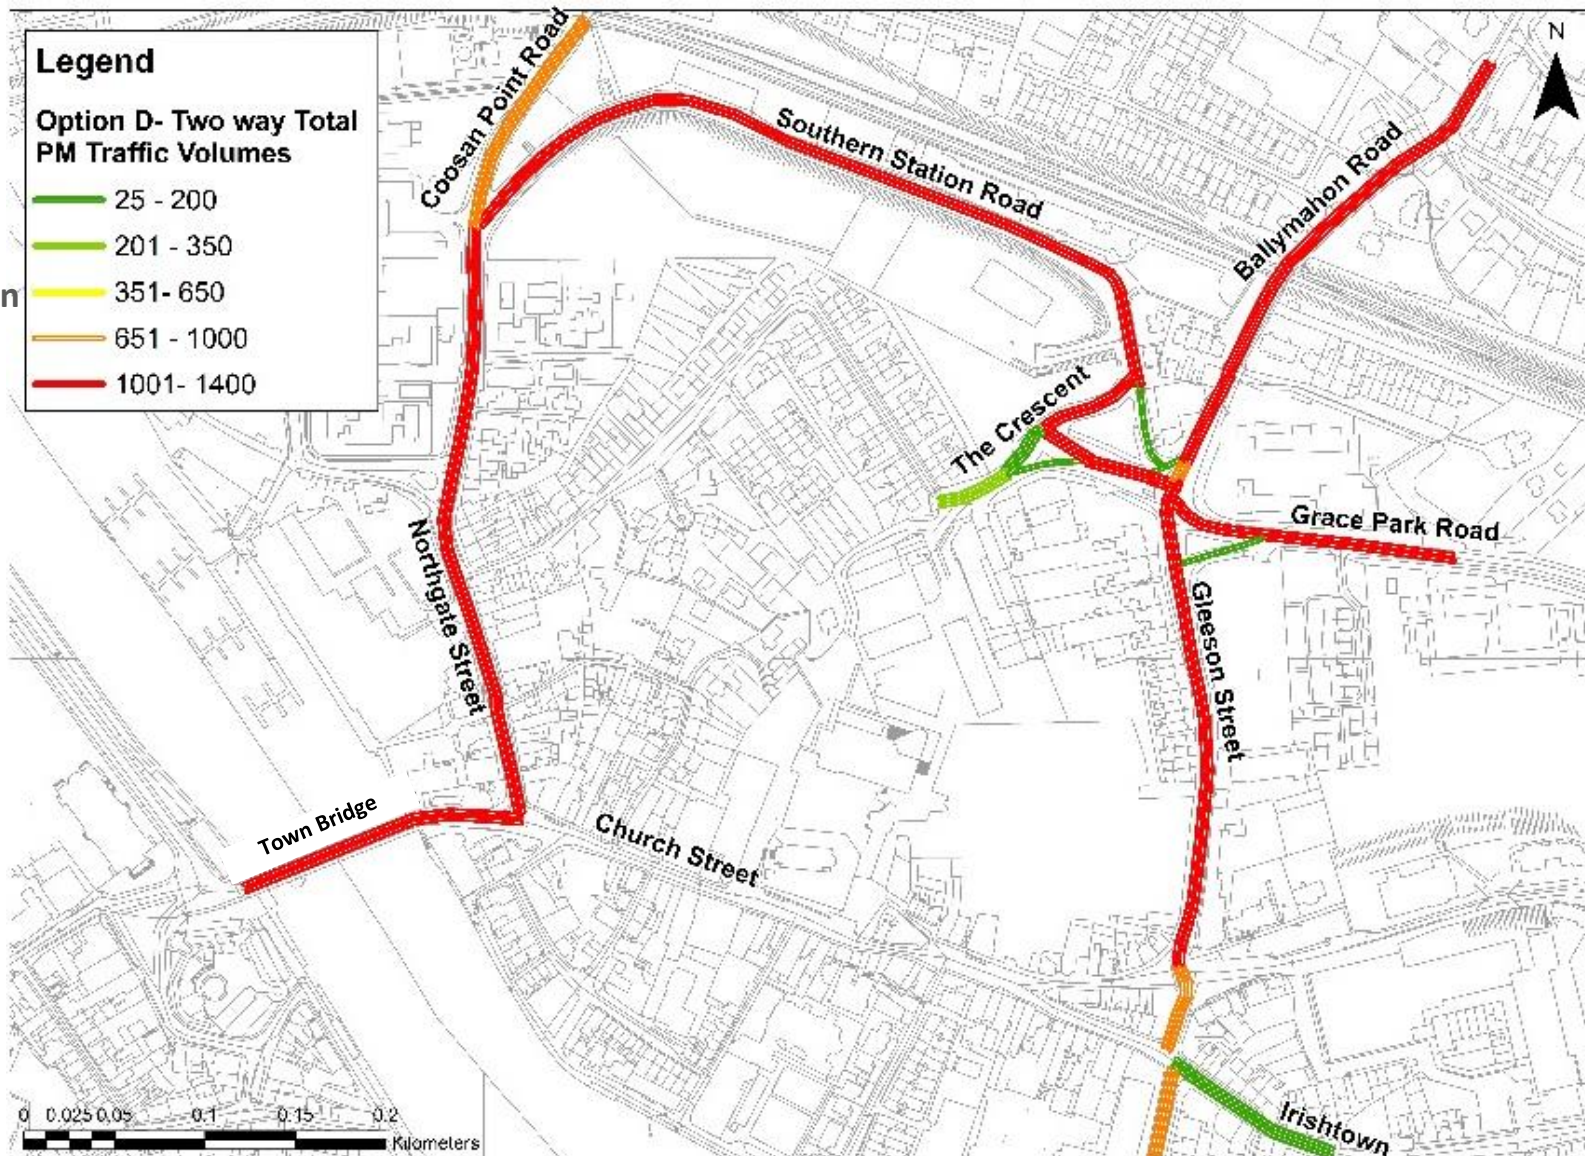 Legend
Option D- Two way Total
PM Traffic Volumes
25 - 200
201 - 350
351- 650
651 - 1000
1001- 1400
n
N
Coosan Point Road
Southern Station Road
Ballymahon Road
The Crescent
Grace Park Road
Northgate Street
Gleeson Street
Town Bridge
Church Street
Irishtown
0 0.025 0.05 0.1 0.15 0.2
Kilometers